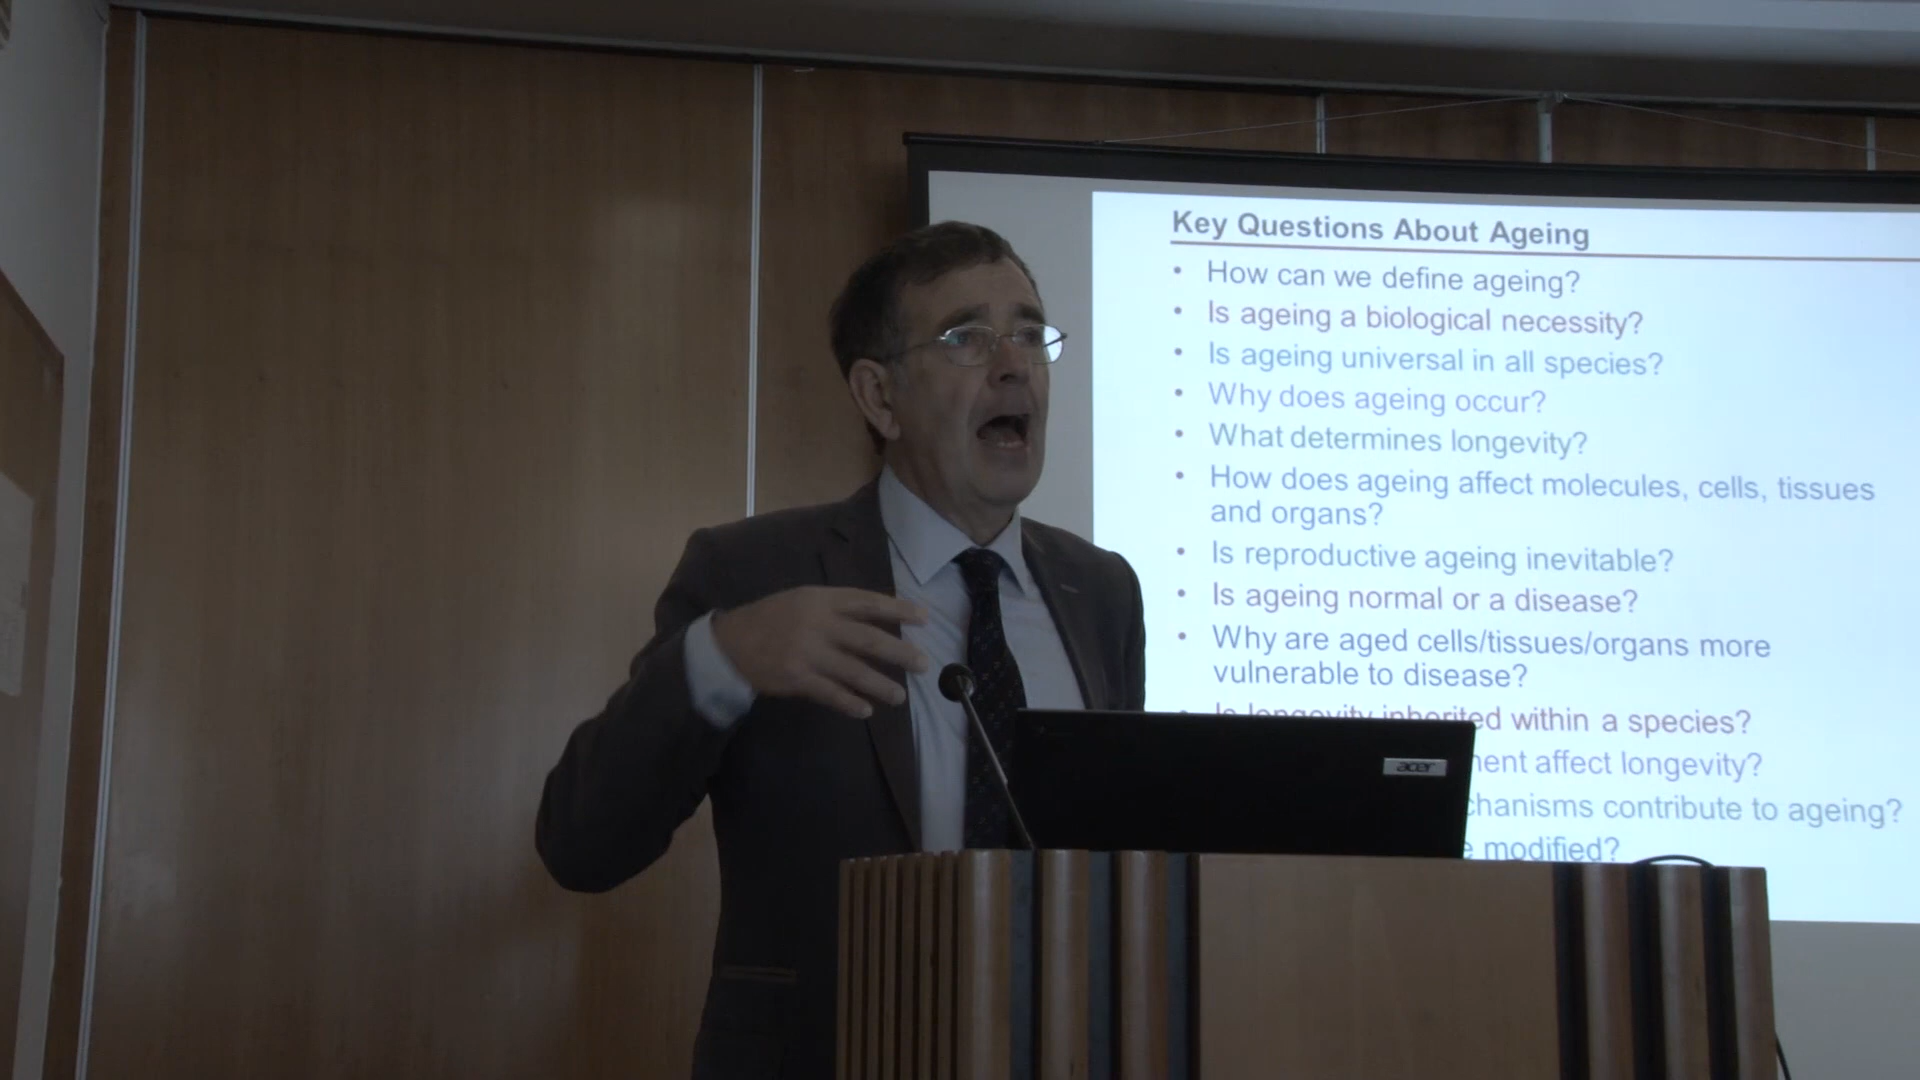 Key Questions About Ageing
• How can we define ageing?
• Is ageing a biological necessity?
• Is ageing universal in all species?
• Why does ageing occur?
• What determines longevity?
• How does ageing affect molecules, cells, tissues
and organs?
• Is reproductive ageing inevitable?
• Is ageing normal or a disease?
• Why are aged cells/tissues/organs more
vulnerable to disease?
• Is longevity inherited within a species?
affect longevity?
contribute to ageing?
modified?
acer